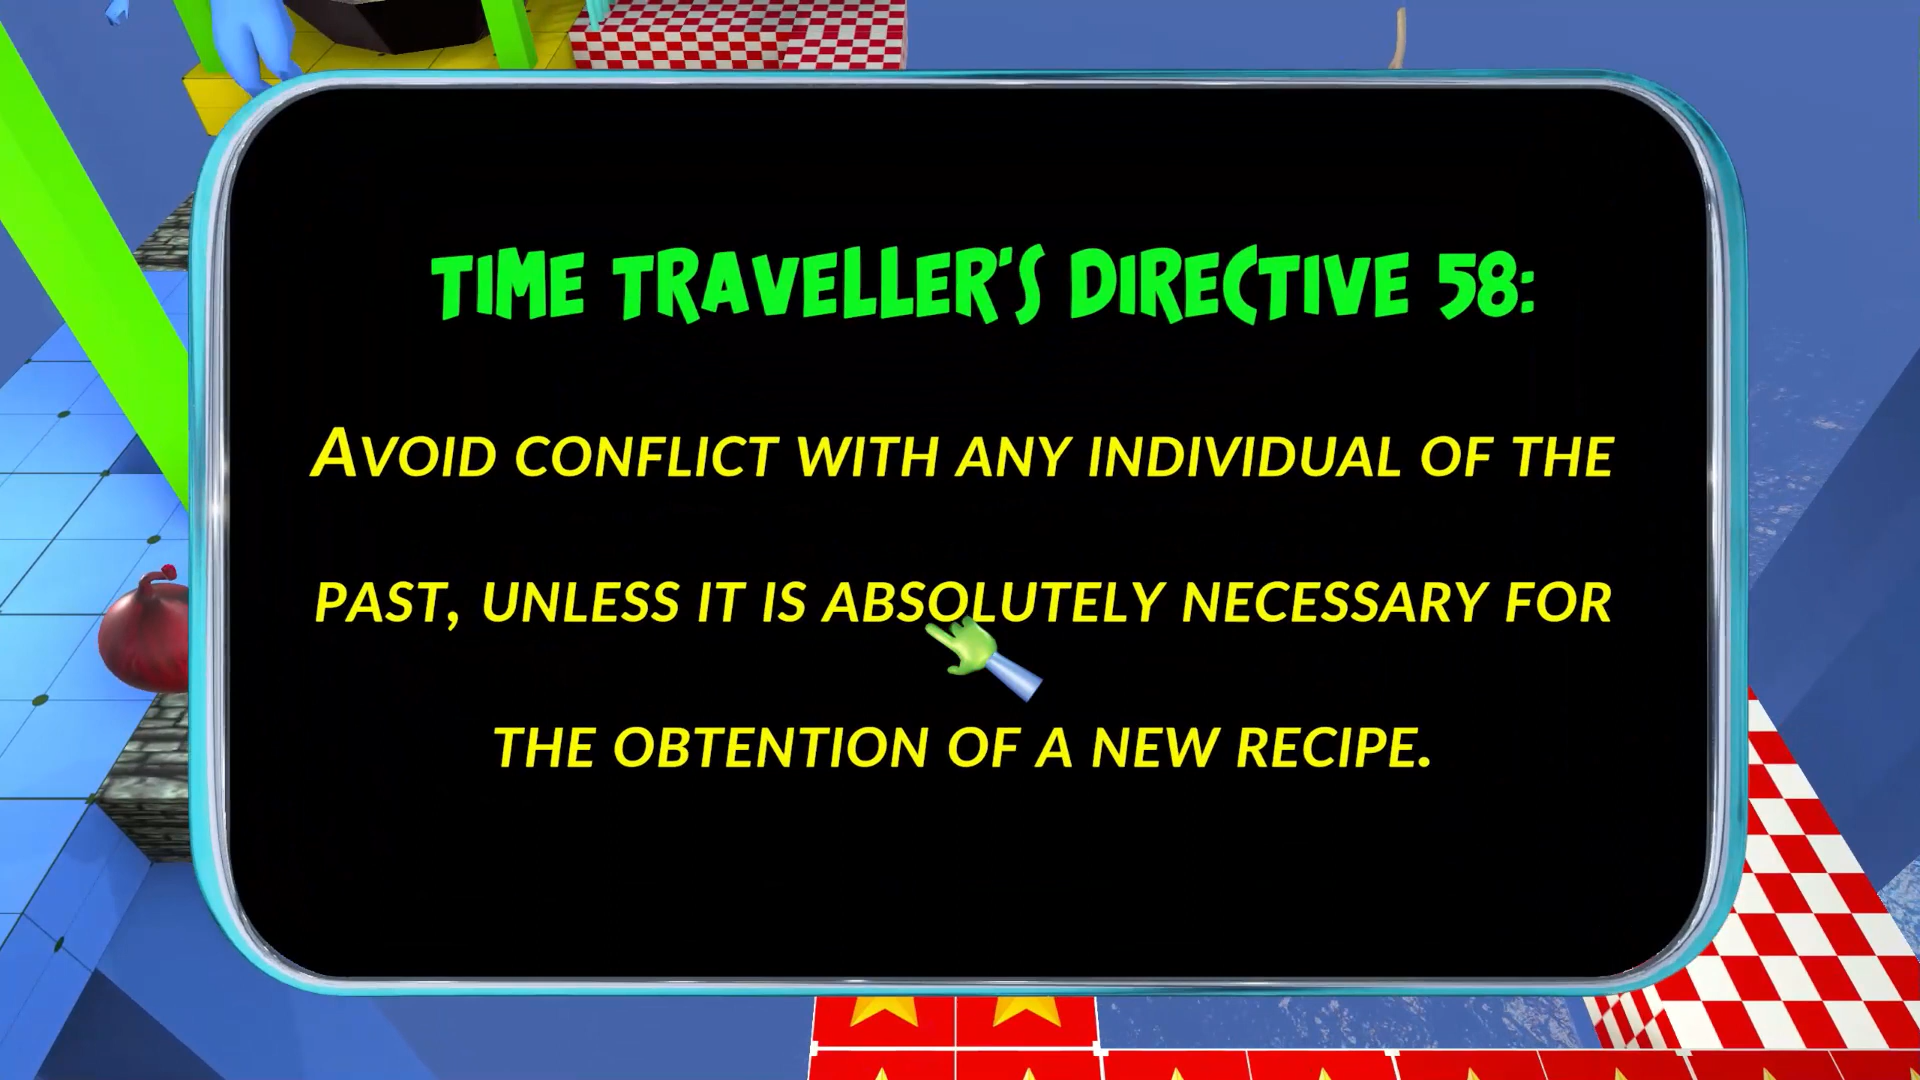 TIME TRAVELLER'S DIRECTIVE 58:
AVOID CONFLICT WITH ANY INDIVIDUAL OF THE
PAST, UNLESS IT IS ABSOLUTELY NECESSARY FOR
THE OBTENTION OF A NEW RECIPE.